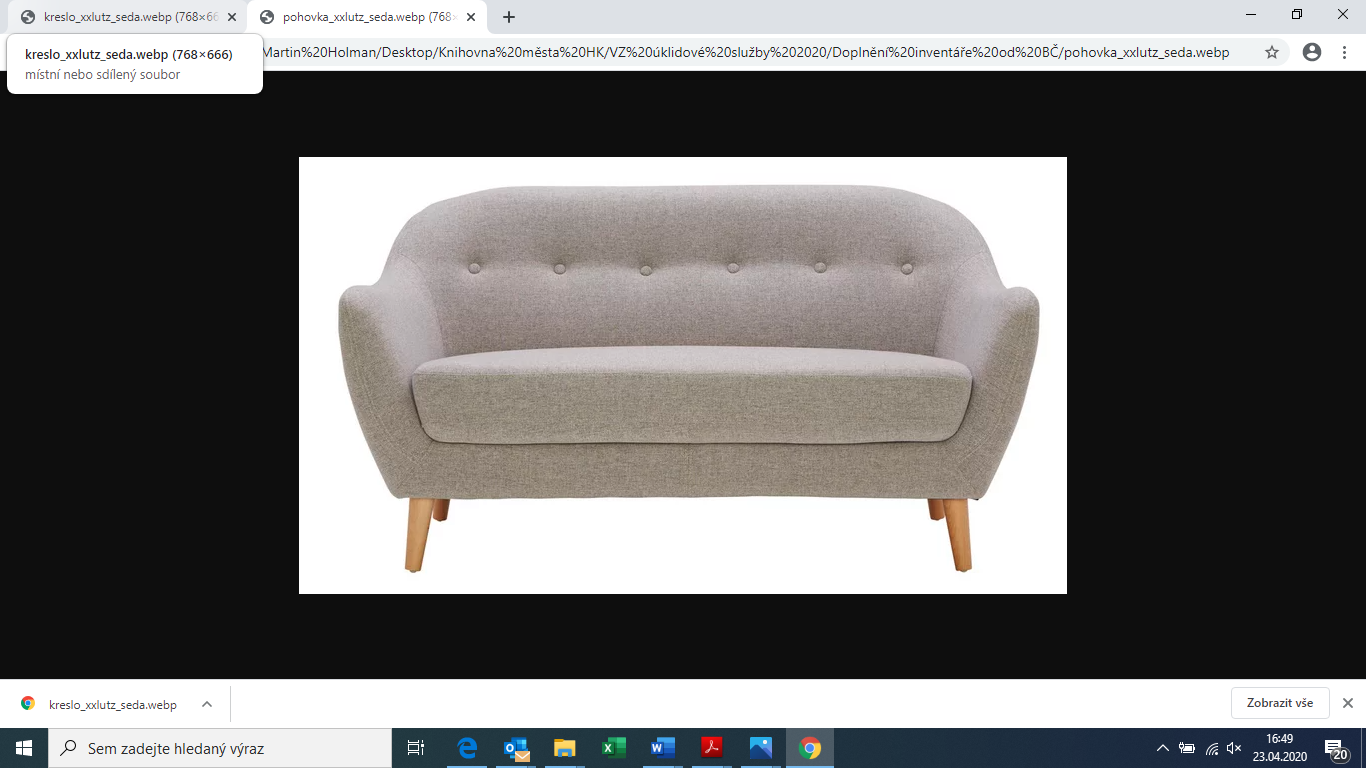 kreslo_xxlutz_seda.webp (768×66
pohovka_xxlutz_seda.webp (768×
kreslo_xxlutz_seda.webp (768×666)
místní nebo sdílený soubor
Martin%20Holman/Desktop/Knihovna%20města%20HK/VZ%20úklidové%20služby%202020/Doplnění%20inventáře%20od%20BČ/pohovka_xxlutz_seda.webp
kreslo_xxlutz_seda.webp
Zobrazit vše
Sem zadejte hledaný výraz
16:49
23.04.2020
20